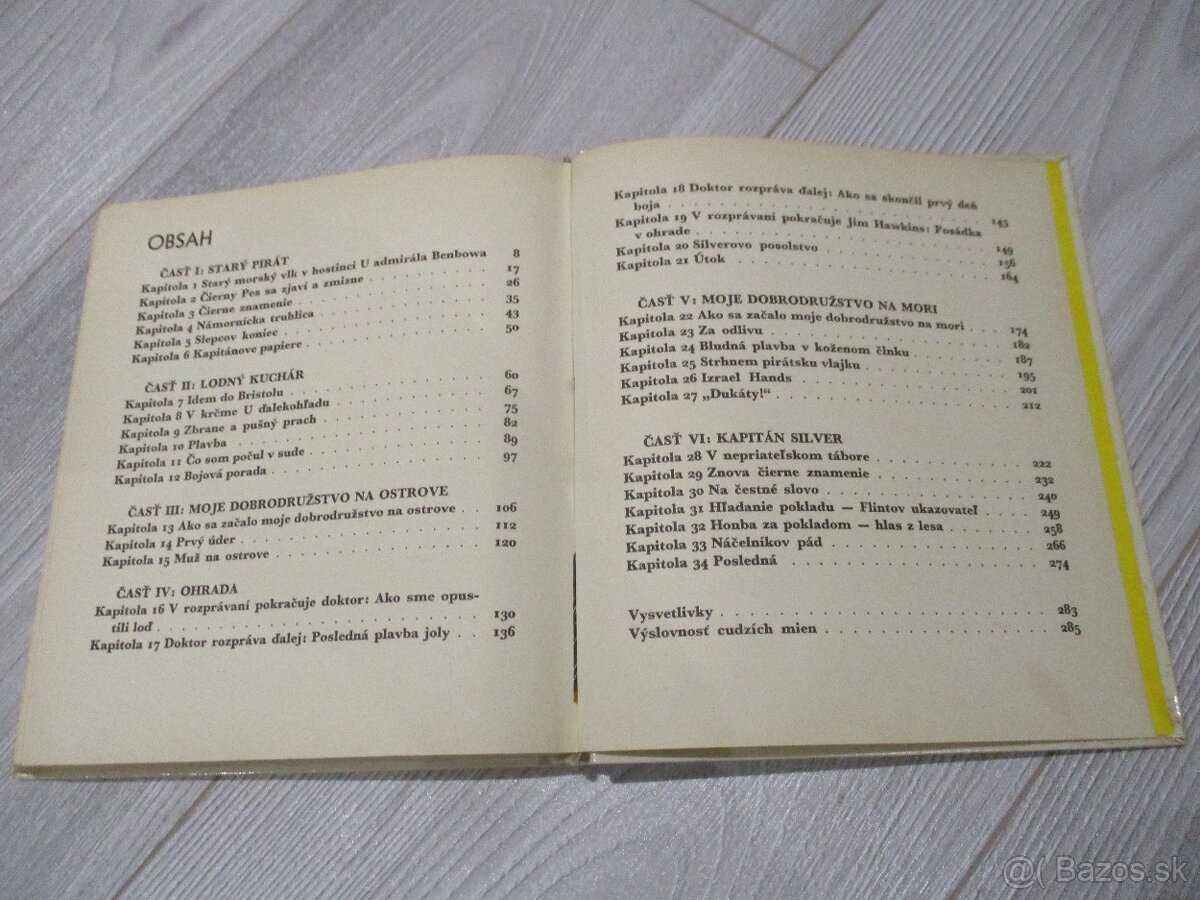 OBSAH
ČASŤ I: STARÝ PIRÁT
Kapitola 1 Starý morský vlk v hostinci U admirála Benbowa 8
Kapitola 2 Čierny Pes sa zjaví a zmizne . . . . . . . . 17
Kapitola 3 Čierne znamenie . . . . . . . . 26
Kapitola 4 Námornícka truhlica . . . . . . . . 35
Kapitola 5 Slepcov koniec . . . . . . . . 43
Kapitola 6 Kapitánove papiere . . . . . . . . 50
ČASŤ II: LODNÝ KUCHÁR
Kapitola 7 Idem do Bristolu . . . . . . . . 60
Kapitola 8 V krčme U ďalekohľadu . . . . . . . . 67
Kapitola 9 Zbrane a pušný prach . . . . . . . . 75
Kapitola 10 Plavba . . . . . . . . 82
Kapitola 11 Čo som počul v sude . . . . . . . . 89
Kapitola 12 Bojová porada . . . . . . . . 97
ČASŤ III: MOJE DOBRODRUŽSTVO NA OSTROVE
Kapitola 13 Ako sa začalo moje dobrodružstvo na ostrove . . 106
Kapitola 14 Prvý úder . . . . . . . . 112
Kapitola 15 Muž na ostrove . . . . . . . . 120
ČASŤ IV: OHRADA
Kapitola 16 V rozprávaní pokračuje doktor: Ako sme opus-
tili loď . . . . . . . . 130
Kapitola 17 Doktor rozpráva ďalej: Posledná plavba joly . . 136
Kapitola 18 Doktor rozpráva ďalej: Ako sa skončil prvý deň
boja . . . . . . . . 143
Kapitola 19 V rozprávaní pokračuje Jim Hawkins: Posádka
v ohrade . . . . . . . . 149
Kapitola 20 Silverovo posolstvo . . . . . . . . 156
Kapitola 21 Útok . . . . . . . . 164
ČASŤ V: MOJE DOBRODRUŽSTVO NA MORI
Kapitola 22 Ako sa začalo moje dobrodružstvo na mori . . 174
Kapitola 23 Za odlivu . . . . . . . . 182
Kapitola 24 Bludná plavba v koženom člnku . . . . . . . . 187
Kapitola 25 Strhnem pirátsku vlajku . . . . . . . . 195
Kapitola 26 Izrael Hands . . . . . . . . 201
Kapitola 27 „Dukáty!“ . . . . . . . . 212
ČASŤ VI: KAPITÁN SILVER
Kapitola 28 V nepriateľskom tábore . . . . . . . . 222
Kapitola 29 Znova čierne znamenie . . . . . . . . 232
Kapitola 30 Na čestné slovo . . . . . . . . 240
Kapitola 31 Hľadanie pokladu — Flintov ukazovateľ . . . . 249
Kapitola 32 Honba za pokladom — hlas z lesa . . . . . . 258
Kapitola 33 Náčelníkov pád . . . . . . . . 266
Kapitola 34 Posledná . . . . . . . . 274
Vysvetlivky . . . . . . . . 283
Výslovnosť cudzích mien . . . . . . . . 285
@( Bazos.sk